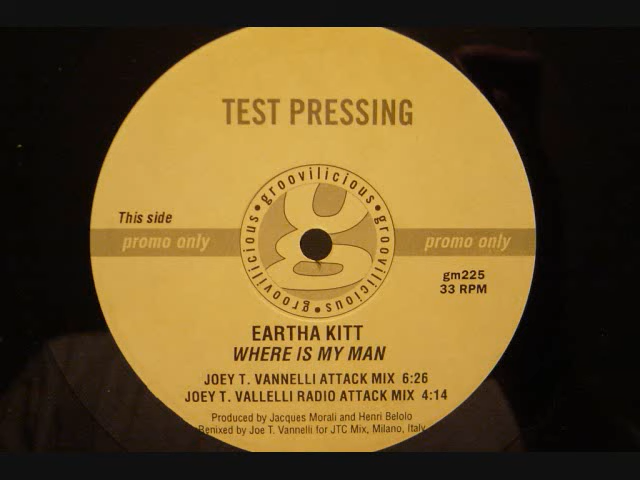 TEST PRESSING
•groovilicious•groovilicious•groovilicious
This side
promo only
promo only
gm225
33 RPM
EARTHA KITT
WHERE IS MY MAN
JOEY T. VANNELLI ATTACK MIX 6:26
JOEY T. VALLELLI RADIO ATTACK MIX 4:14
Produced by Jacques Morali and Henri Belolo
Remixed by Joe T. Vannelli for JTC Mix, Milano, Italy